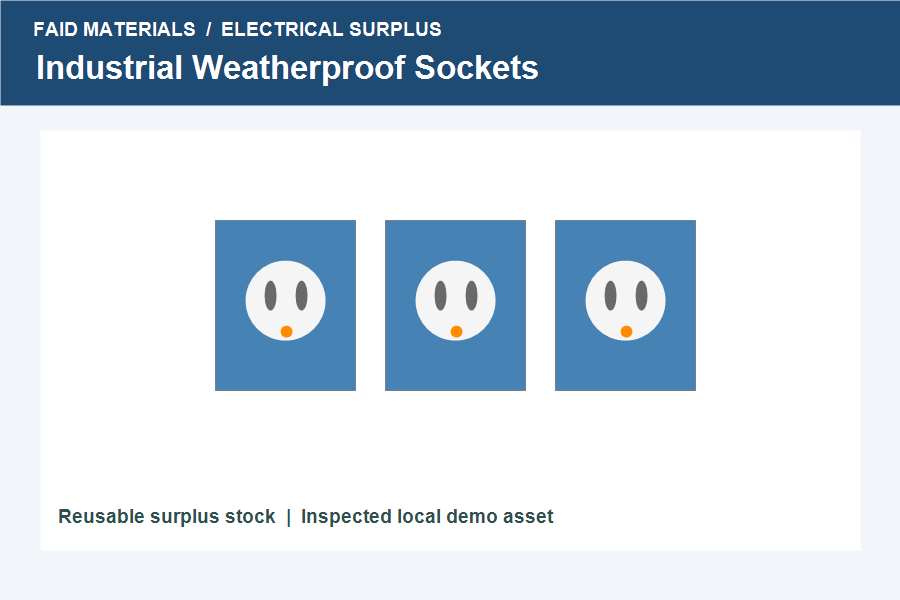 FAID MATERIALS / ELECTRICAL SURPLUS
Industrial Weatherproof Sockets
Reusable surplus stock | Inspected local demo asset